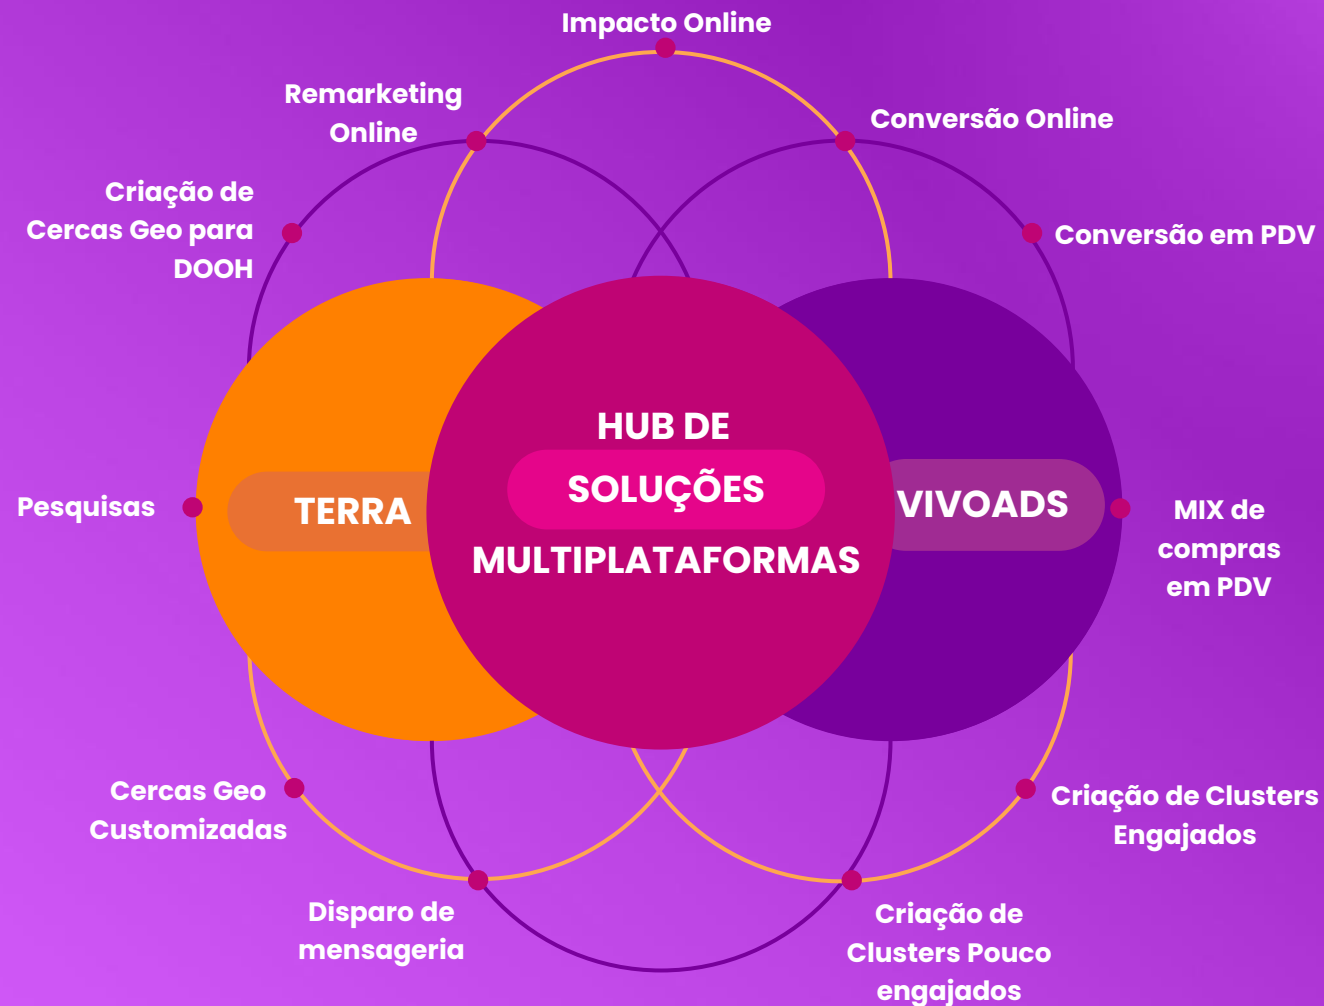 Impacto Online
Remarketing
Online
Conversão Online
Criação de
Cercas Geo para
DOOH
Conversão em PDV
HUB DE
SOLUÇÕES
MULTIPLATAFORMAS
TERRA
VIVOADS
Pesquisas
MIX de
compras
em PDV
Cercas Geo
Customizadas
Criação de Clusters
Engajados
Disparo de
mensageria
Criação de
Clusters Pouco
engajados